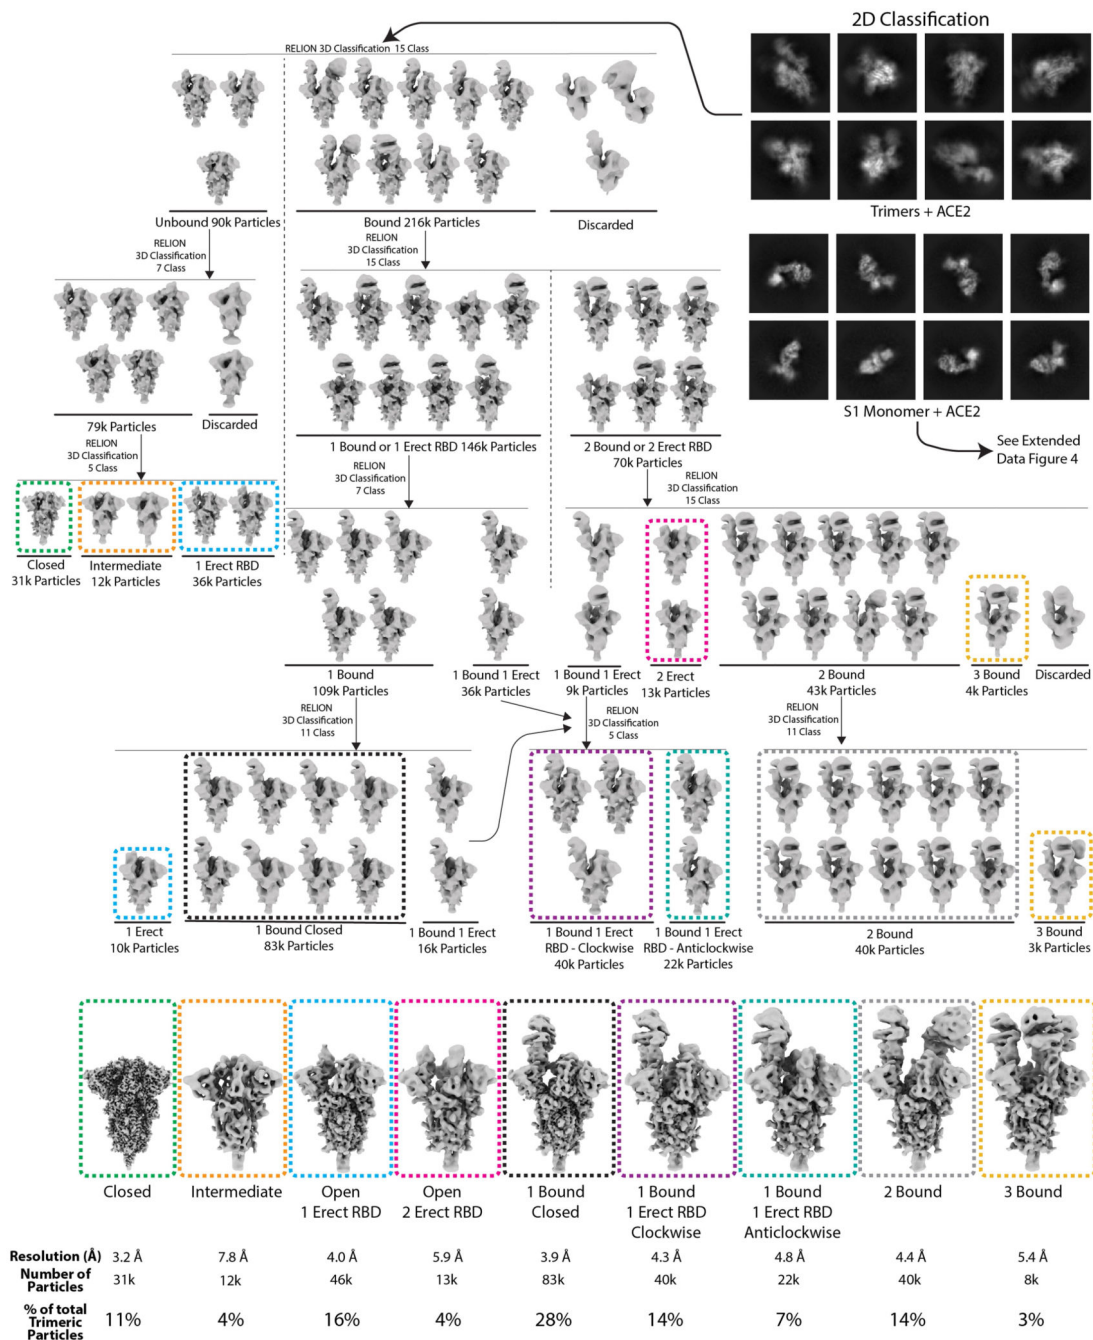 2D Classification
RELION 3D Classification 15 Class
Trimers + ACE2
Unbound 90k Particles
Bound 216k Particles
Discarded
RELION
3D Classification
7 Class
RELION
3D Classification
15 Class
S1 Monomer + ACE2
See Extended
Data Figure 4
79k Particles
Discarded
1 Bound or 1 Erect RBD 146k Particles
2 Bound or 2 Erect RBD
70k Particles
RELION
3D Classification
5 Class
RELION
3D Classification
7 Class
RELION
3D Classification
15 Class
Closed
31k Particles
Intermediate
12k Particles
1 Erect RBD
36k Particles
1 Bound
109k Particles
1 Bound 1 Erect
36k Particles
1 Bound 1 Erect
9k Particles
2 Erect
13k Particles
2 Bound
43k Particles
3 Bound
4k Particles
Discarded
RELION
3D Classification
11 Class
RELION
3D Classification
5 Class
RELION
3D Classification
11 Class
1 Erect
10k Particles
1 Bound Closed
83k Particles
1 Bound 1 Erect
16k Particles
1 Bound 1 Erect
RBD - Clockwise
40k Particles
1 Bound 1 Erect
RBD - Anticlockwise
22k Particles
2 Bound
40k Particles
3 Bound
3k Particles
Closed
Intermediate
Open
1 Erect RBD
Open
2 Erect RBD
1 Bound
Closed
1 Bound
1 Erect RBD
Clockwise
1 Bound
1 Erect RBD
Anticlockwise
2 Bound
3 Bound
Resolution (Å) 3.2 Å 7.8 Å 4.0 Å 5.9 Å 3.9 Å 4.3 Å 4.8 Å 4.4 Å 5.4 Å
Number of
Particles 31k 12k 46k 13k 83k 40k 22k 40k 8k
% of total
Trimeric
Particles 11% 4% 16% 4% 28% 14% 7% 14% 3%